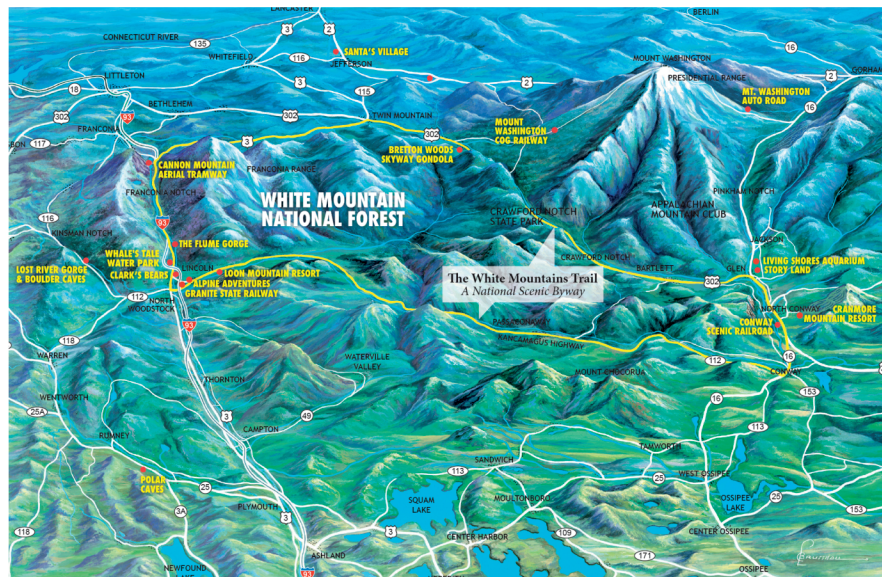 LANCASTER
BERLIN
3
2
CONNECTICUT RIVER
135
16
WHITEFIELD
116
SANTA'S VILLAGE
JEFFERSON
MOUNT WASHINGTON
GORHAM
LITTLETON
3
2
PRESIDENTIAL RANGE
2
18
115
MT. WASHINGTON
AUTO ROAD
BETHLEHEM
16
302
93
302
TWIN MOUNTAIN
FRANCONIA
117
3
302
MOUNT
WASHINGTON
COG RAILWAY
BRETTON WOODS
SKYWAY GONDOLA
CANNON MOUNTAIN
AERIAL TRAMWAY
FRANCONIA RANGE
FRANCONIA NOTCH
WHITE MOUNTAIN
NATIONAL FOREST
PINKHAM NOTCH
APPALACHIAN
MOUNTAIN CLUB
CRAWFORD NOTCH
STATE PARK
116
93
KINSMAN NOTCH
THE FLUME GORGE
JACKSON
WHALE'S TALE
WATER PARK
CRAWFORD NOTCH
LIVING SHORES AQUARIUM
STORY LAND
LOST RIVER GORGE
& BOULDER CAVES
CLARK'S BEARS
LINCOLN
LOON MOUNTAIN RESORT
BARTLETT
GLEN
ALPINE ADVENTURES
GRANITE STATE RAILWAY
The White Mountains Trail
A National Scenic Byway
302
112
NORTH
WOODSTOCK
NORTH CONWAY
CRANMORE
MOUNTAIN RESORT
93
PASSACONAWAY
CONWAY
SCENIC RAILROAD
118
KANCAMAGUS HIGHWAY
WARREN
WATERVILLE
VALLEY
112
16
MOUNT CHOCORUA
CONWAY
THORNTON
153
WENTWORTH
16
25A
3
49
113
RUMNEY
CAMPTON
TAMWORTH
SANDWICH
113
WEST OSSIPEE
25
POLAR
CAVES
25
SQUAM
LAKE
MOULTONBORO
OSSIPEE
LAKE
25
3A
PLYMOUTH
153
3
118
3
CENTER HARBOR
109
CENTER OSSIPEE
ASHLAND
171
NEWFOUND
93
OSSIPEE